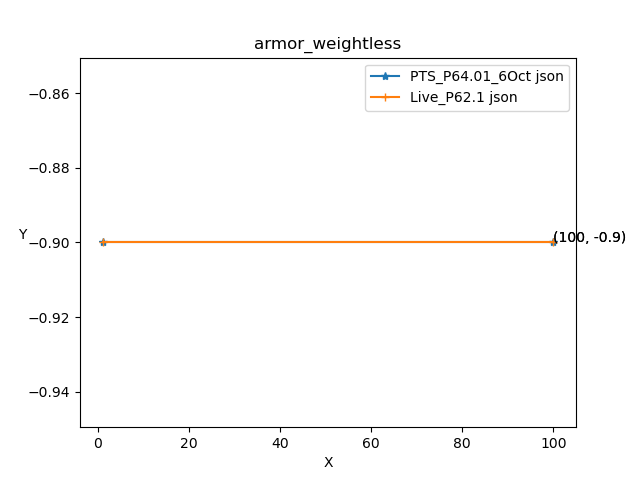 armor_weightless
PTS_P64.01_6Oct json
Live_P62.1 json
−0.86
−0.88
Y
−0.90
(100, -0.9)
−0.92
−0.94
0 20 40 60 80 100
X